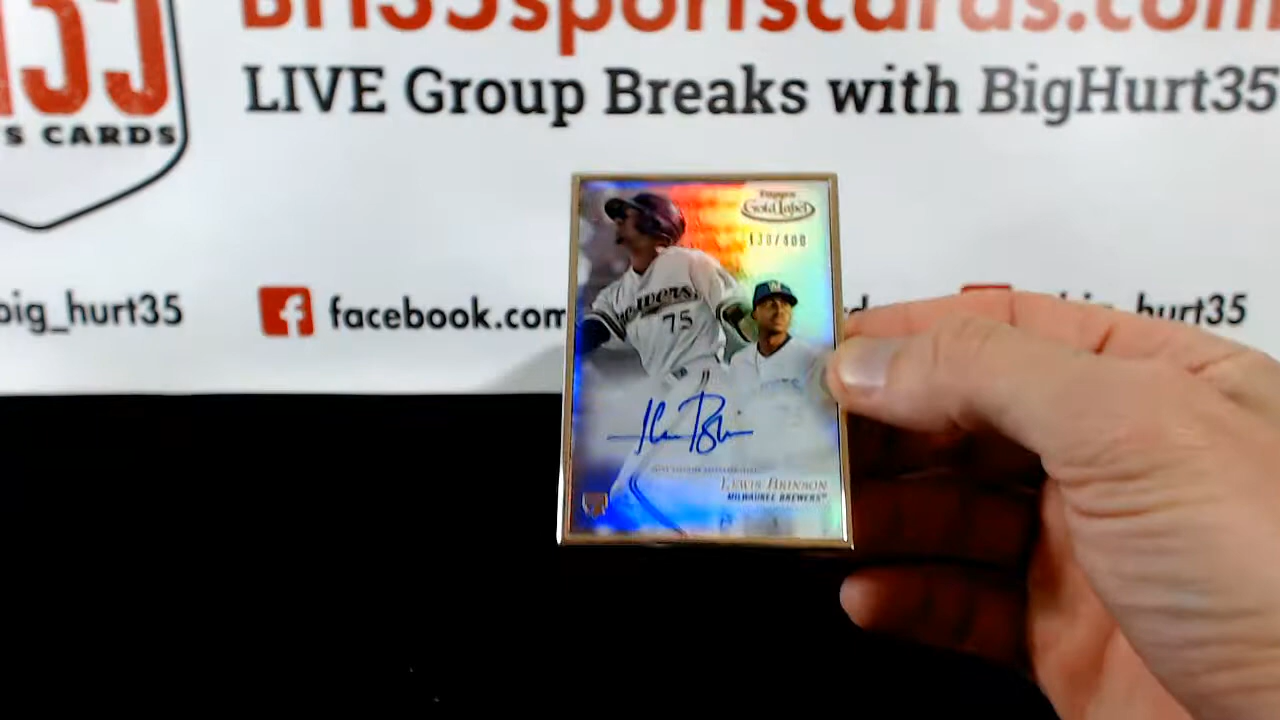 BH35sportscards.com
LIVE Group Breaks with BigHurt35
35
S CARDS
big_hurt35
facebook.com
hurt35
Topps
Gold Label
/400
Brewers
75
LEWIS BRINSON
MILWAUKEE BREWERS